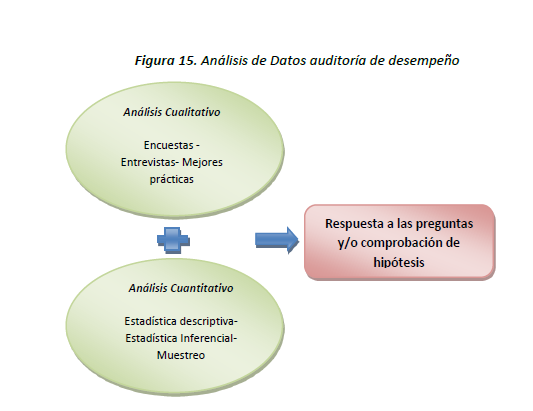 Figura 15. Análisis de Datos auditoría de desempeño
Análisis Cualitativo
Encuestas -
Entrevistas- Mejores
prácticas
Respuesta a las preguntas
y/o comprobación de
hipótesis
Análisis Cuantitativo
Estadística descriptiva-
Estadística Inferencial-
Muestreo